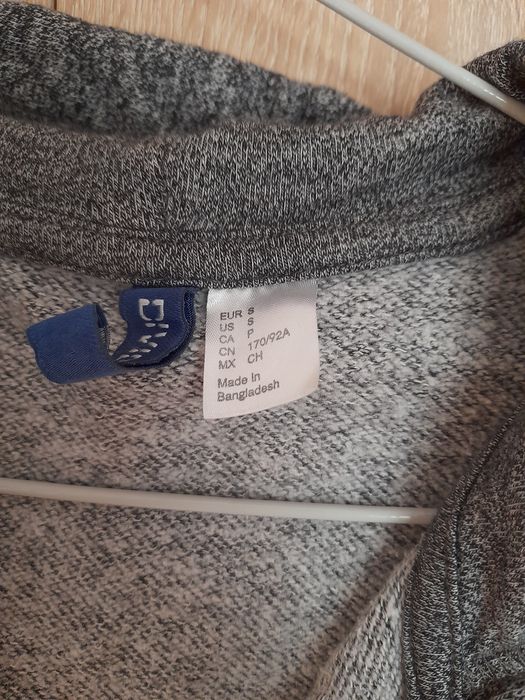 EUR S
US S
CA P
CN 170/92A
MX CH
Made in
Bangladesh